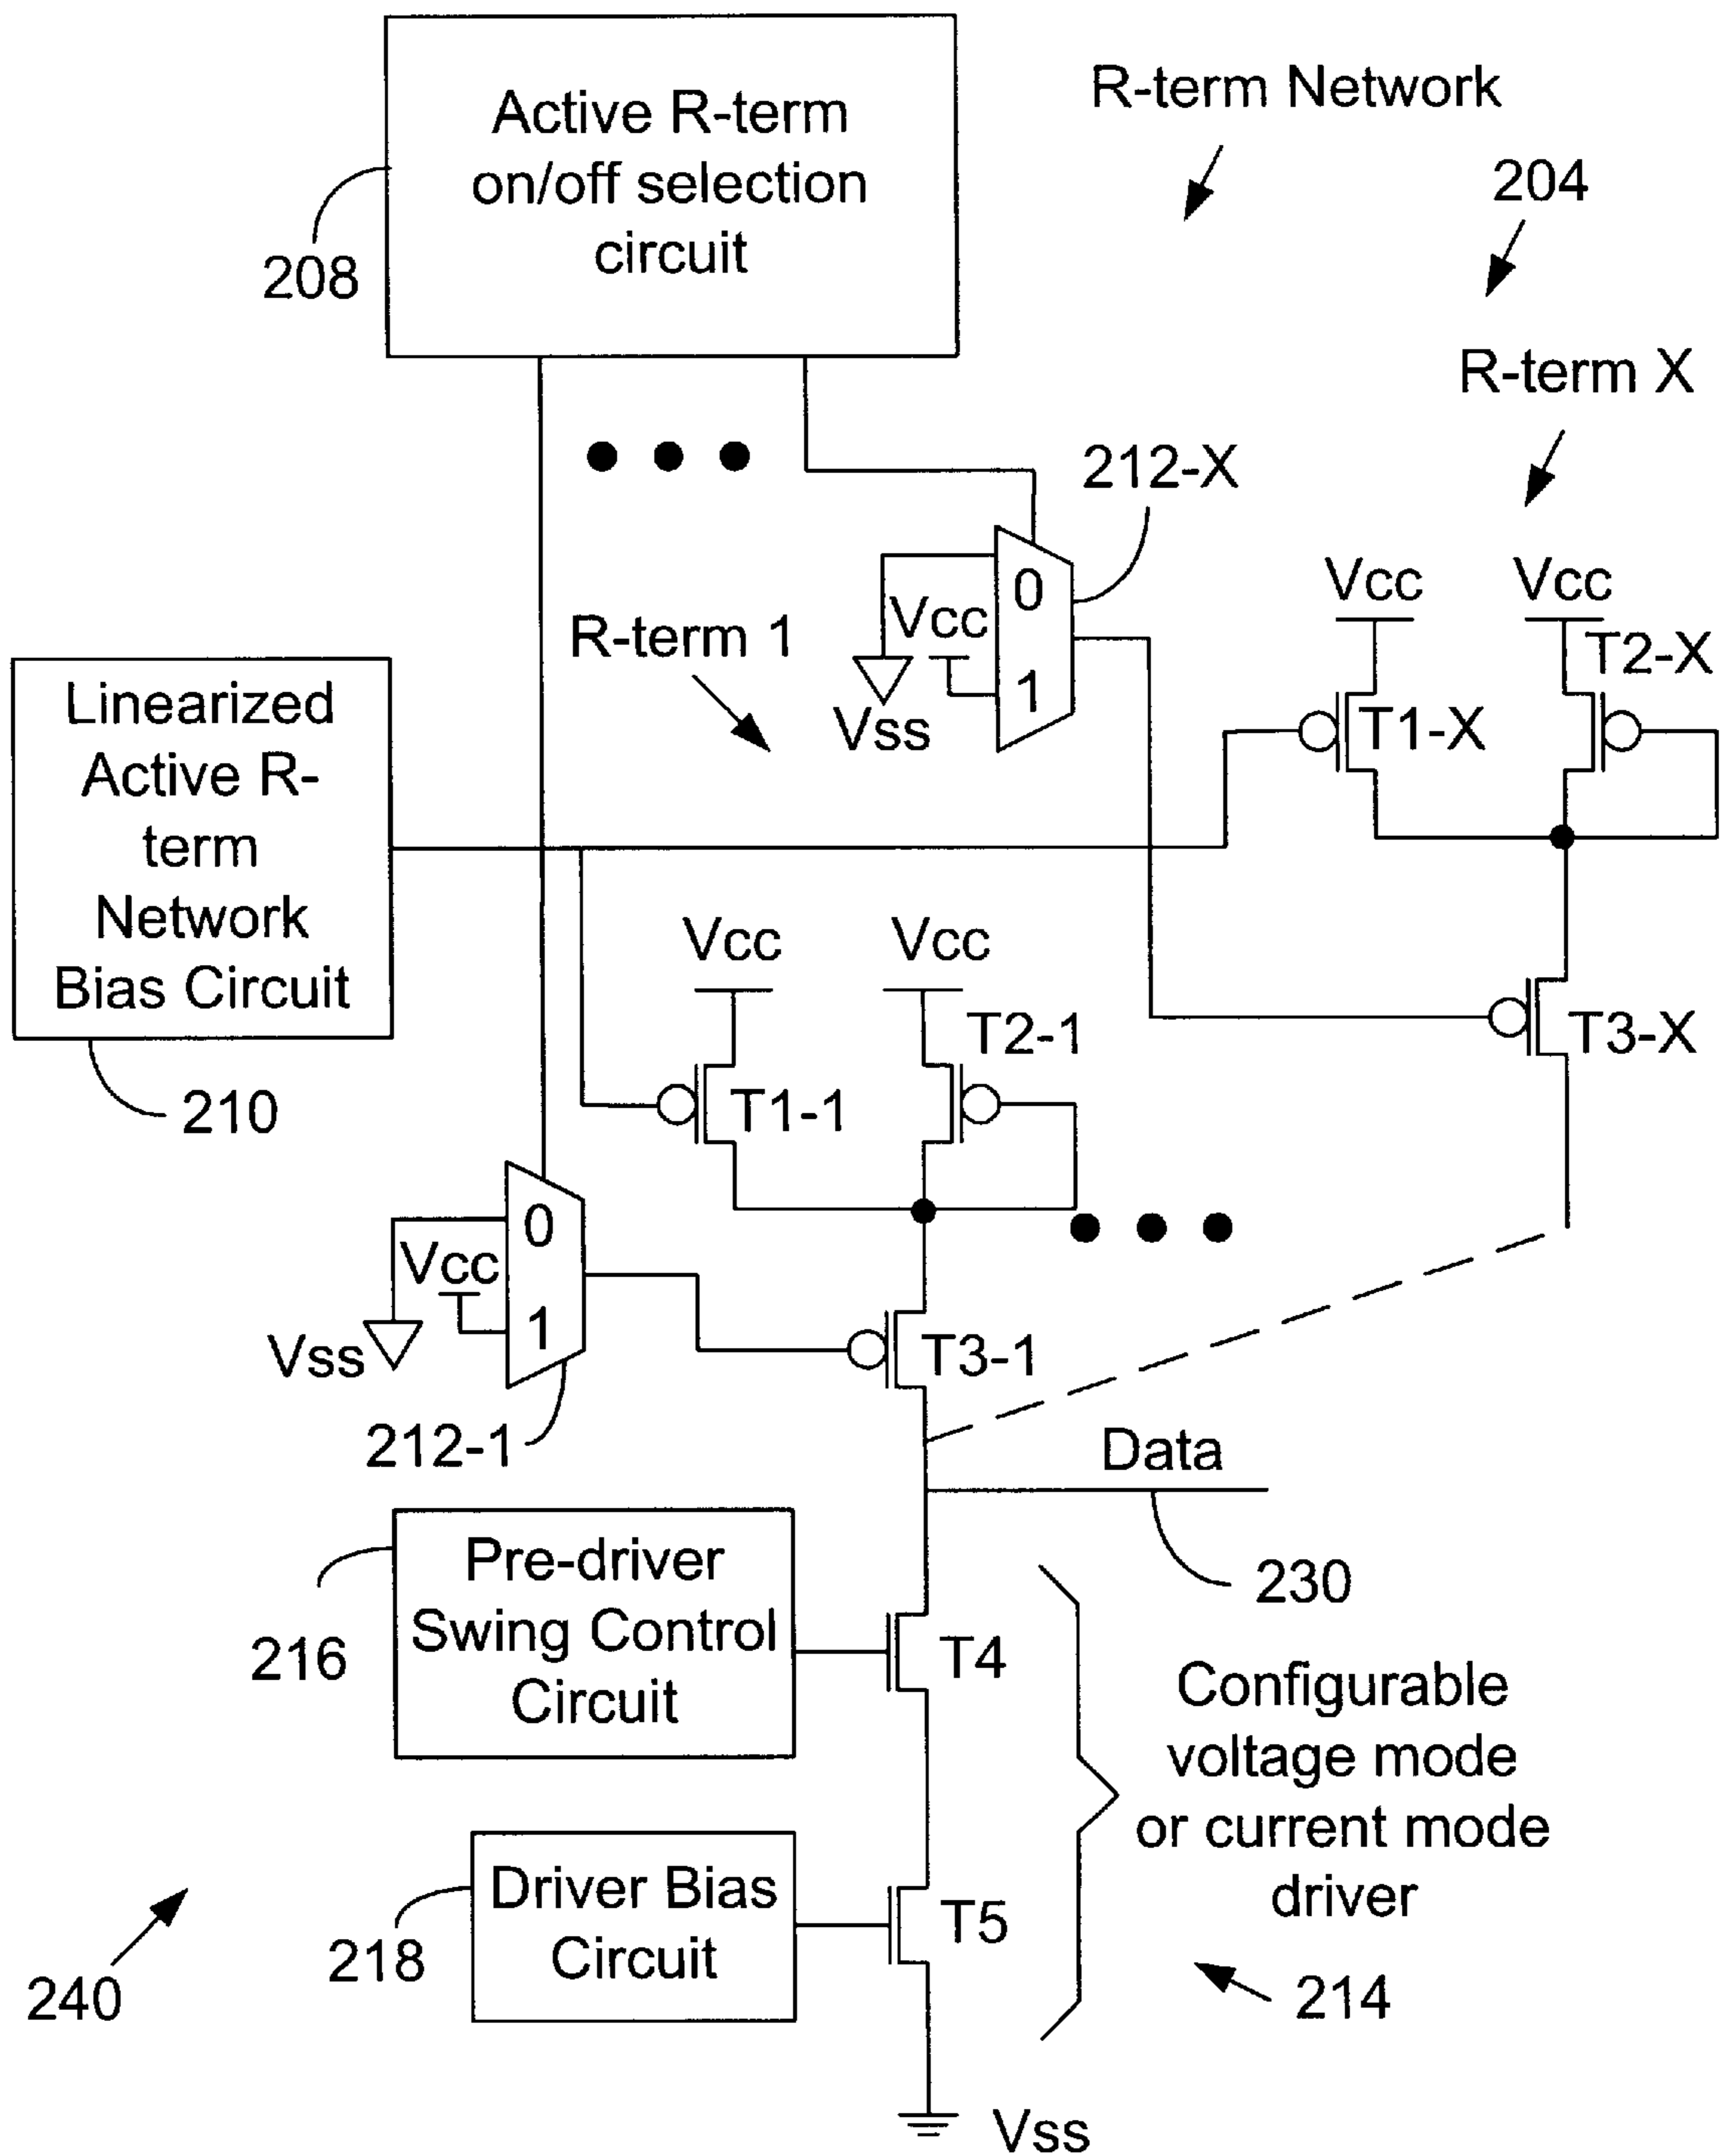 Active R-term
on/off selection
circuit
208
R-term Network
204
R-term X
212-X
0
1
Vcc
Vss
R-term 1
Vcc
Vcc
T2-X
T1-X
Linearized
Active R-
term
Network
Bias Circuit
210
Vcc
Vcc
T2-1
T1-1
T3-X
0
1
Vcc
Vss
T3-1
212-1
Data
230
Pre-driver
Swing Control
Circuit
216
T4
Configurable
voltage mode
or current mode
driver
214
Driver Bias
Circuit
218
T5
240
Vss